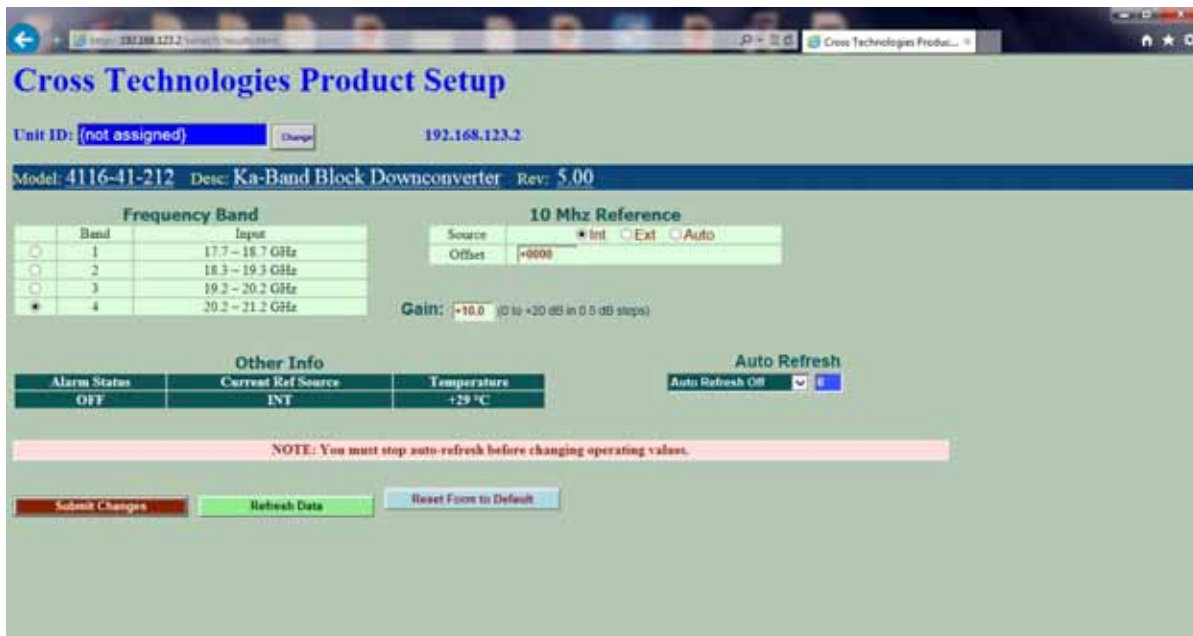 192.168.123.2
Cross Technologies Produc...
Cross Technologies Product Setup
Unit ID: {not assigned} Change 192.168.123.2
Model: 4116-41-212 Desc: Ka-Band Block Downconverter Rev: 5.00
Frequency Band
Band Input
1 17.7 – 18.7 GHz
2 18.3 – 19.3 GHz
3 19.2 – 20.2 GHz
4 20.2 – 21.2 GHz
10 Mhz Reference
Source Int Ext Auto
Offset +0000
Gain: +10.0 (0 to +20 dB in 0.5 dB steps)
Other Info
Alarm Status Current Ref Source Temperature
OFF INT +29 °C
Auto Refresh
Auto Refresh Off 0
NOTE: You must stop auto-refresh before changing operating values.
Submit Changes Refresh Data Reset Form to Default